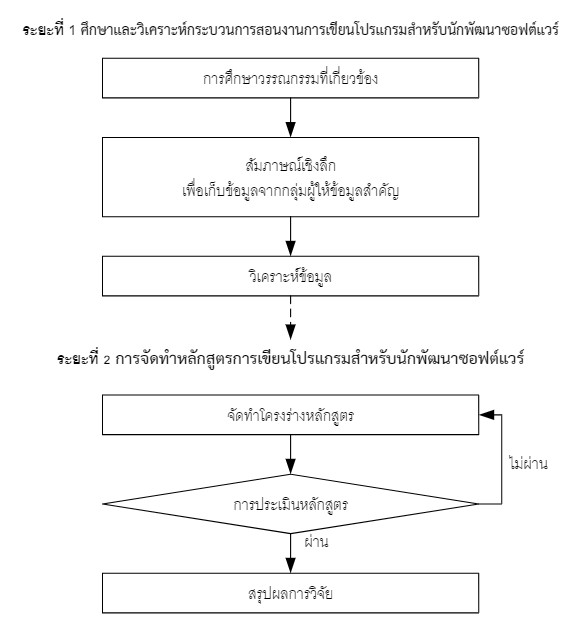 ระยะที่ 1 ศึกษาและวิเคราะห์กระบวนการสอนงานการเขียนโปรแกรมสำหรับนักพัฒนาซอฟต์แวร์
การศึกษาวรรณกรรมที่เกี่ยวข้อง
สัมภาษณ์เชิงลึก
เพื่อเก็บข้อมูลจากกลุ่มผู้ให้ข้อมูลสำคัญ
วิเคราะห์ข้อมูล
ระยะที่ 2 การจัดทำหลักสูตรการเขียนโปรแกรมสำหรับนักพัฒนาซอฟต์แวร์
จัดทำโครงร่างหลักสูตร
ไม่ผ่าน
การประเมินหลักสูตร
ผ่าน
สรุปผลการวิจัย